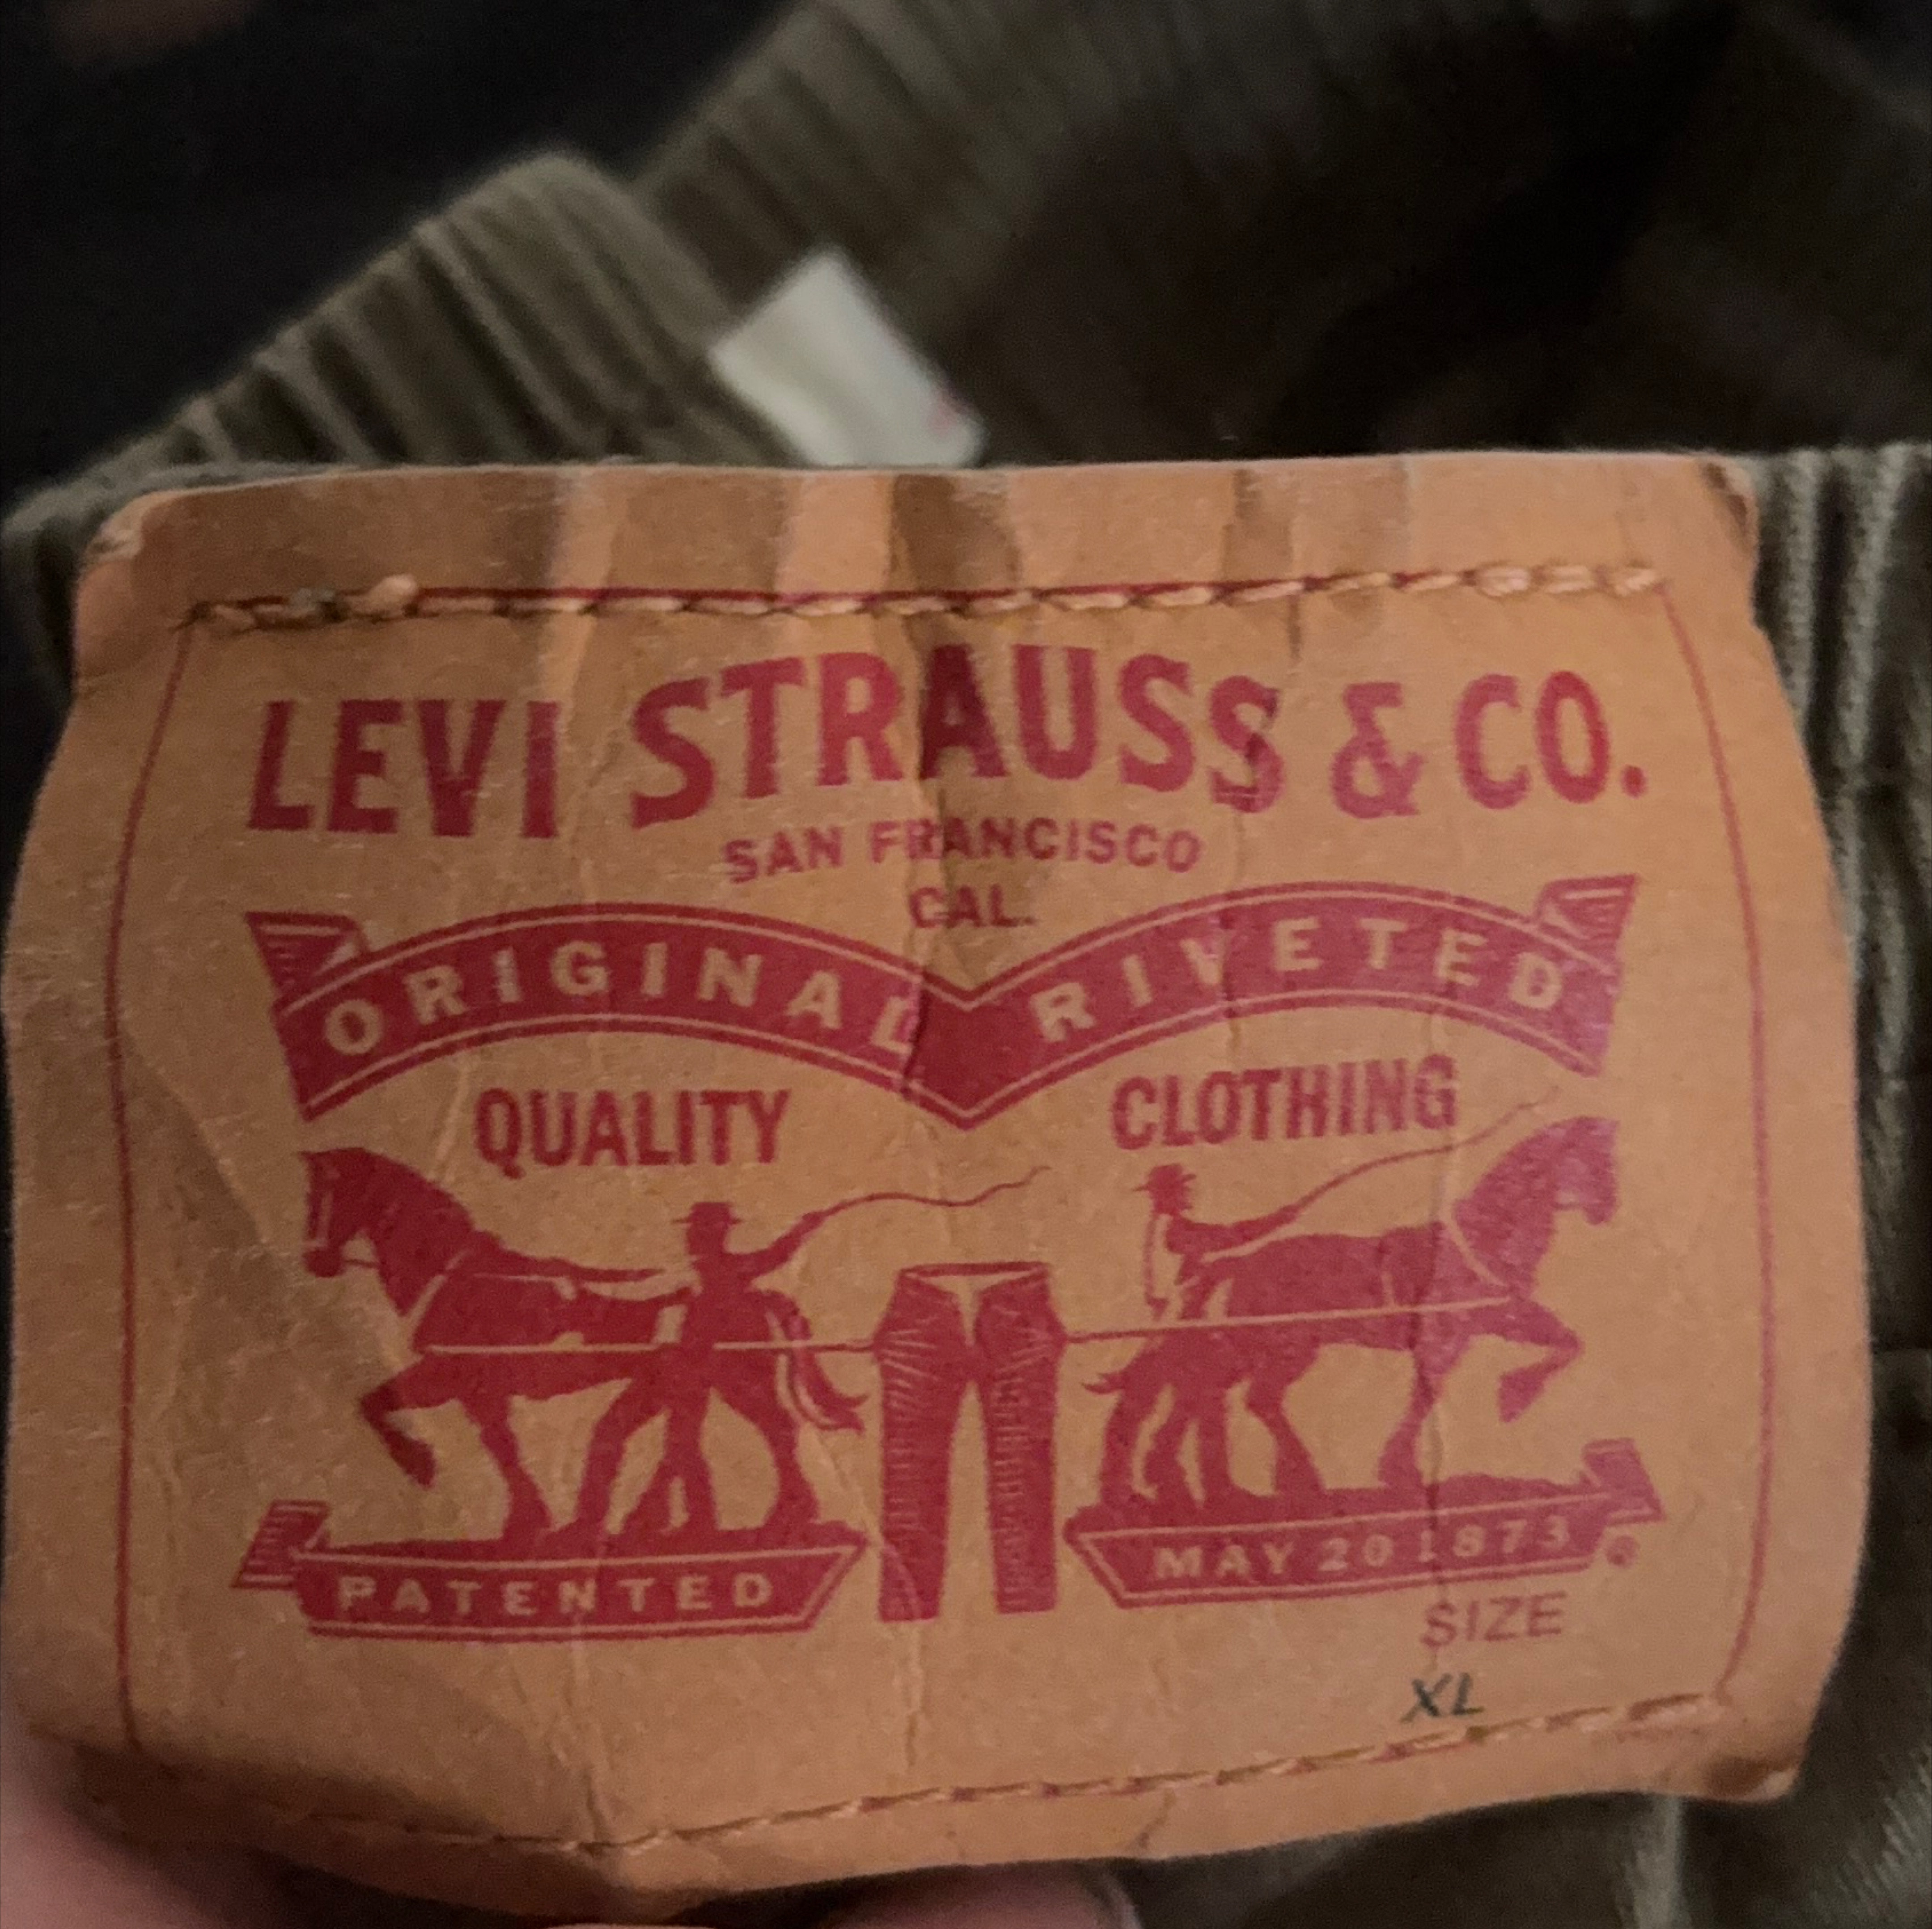 LEVI STRAUSS & CO.
SAN FRANCISCO
CAL.
ORIGINAL RIVETED
QUALITY CLOTHING
PATENTED MAY 20 1873
SIZE
XL